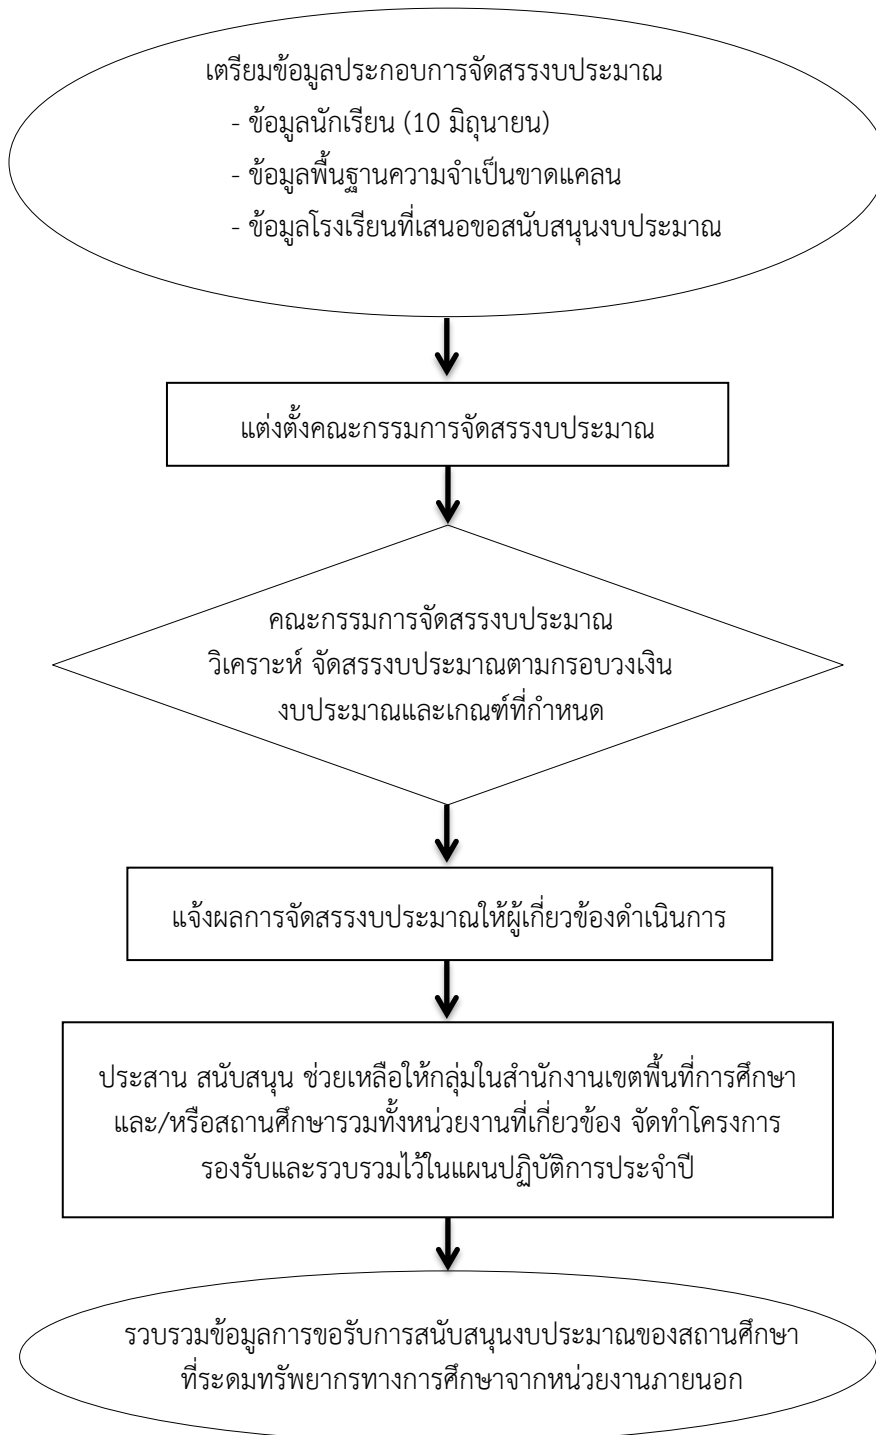 เตรียมข้อมูลประกอบการจัดสรรงบประมาณ
- ข้อมูลนักเรียน (10 มิถุนายน)
- ข้อมูลพื้นฐานความจำเป็นขาดแคลน
- ข้อมูลโรงเรียนที่เสนอขอสนับสนุนงบประมาณ
แต่งตั้งคณะกรรมการจัดสรรงบประมาณ
คณะกรรมการจัดสรรงบประมาณ
วิเคราะห์ จัดสรรงบประมาณตามกรอบวงเงิน
งบประมาณและเกณฑ์ที่กำหนด
แจ้งผลการจัดสรรงบประมาณให้ผู้เกี่ยวข้องดำเนินการ
ประสาน สนับสนุน ช่วยเหลือให้กลุ่มในสำนักงานเขตพื้นที่การศึกษา
และ/หรือสถานศึกษารวมทั้งหน่วยงานที่เกี่ยวข้อง จัดทำโครงการ
รองรับและรวบรวมไว้ในแผนปฏิบัติการประจำปี
รวบรวมข้อมูลการขอรับการสนับสนุนงบประมาณของสถานศึกษา
ที่ระดมทรัพยากรทางการศึกษาจากหน่วยงานภายนอก